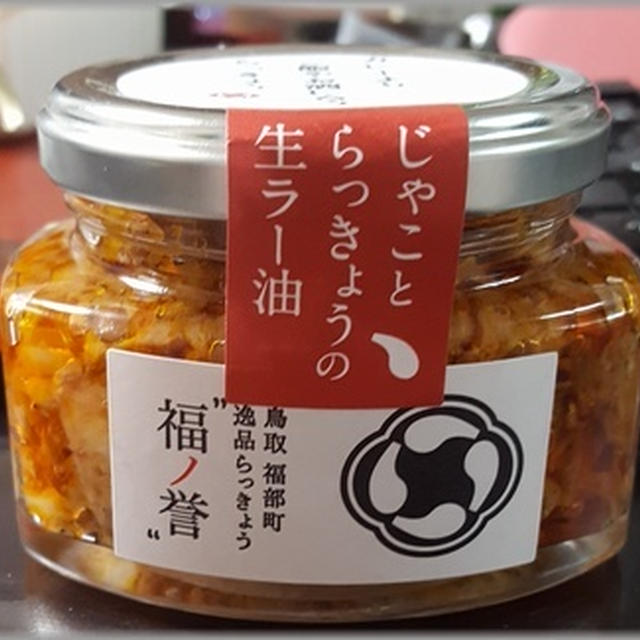 じゃこと
らっきょうの
生ラー油
鳥取 福部町
逸品らっきょう
"福ノ誉"